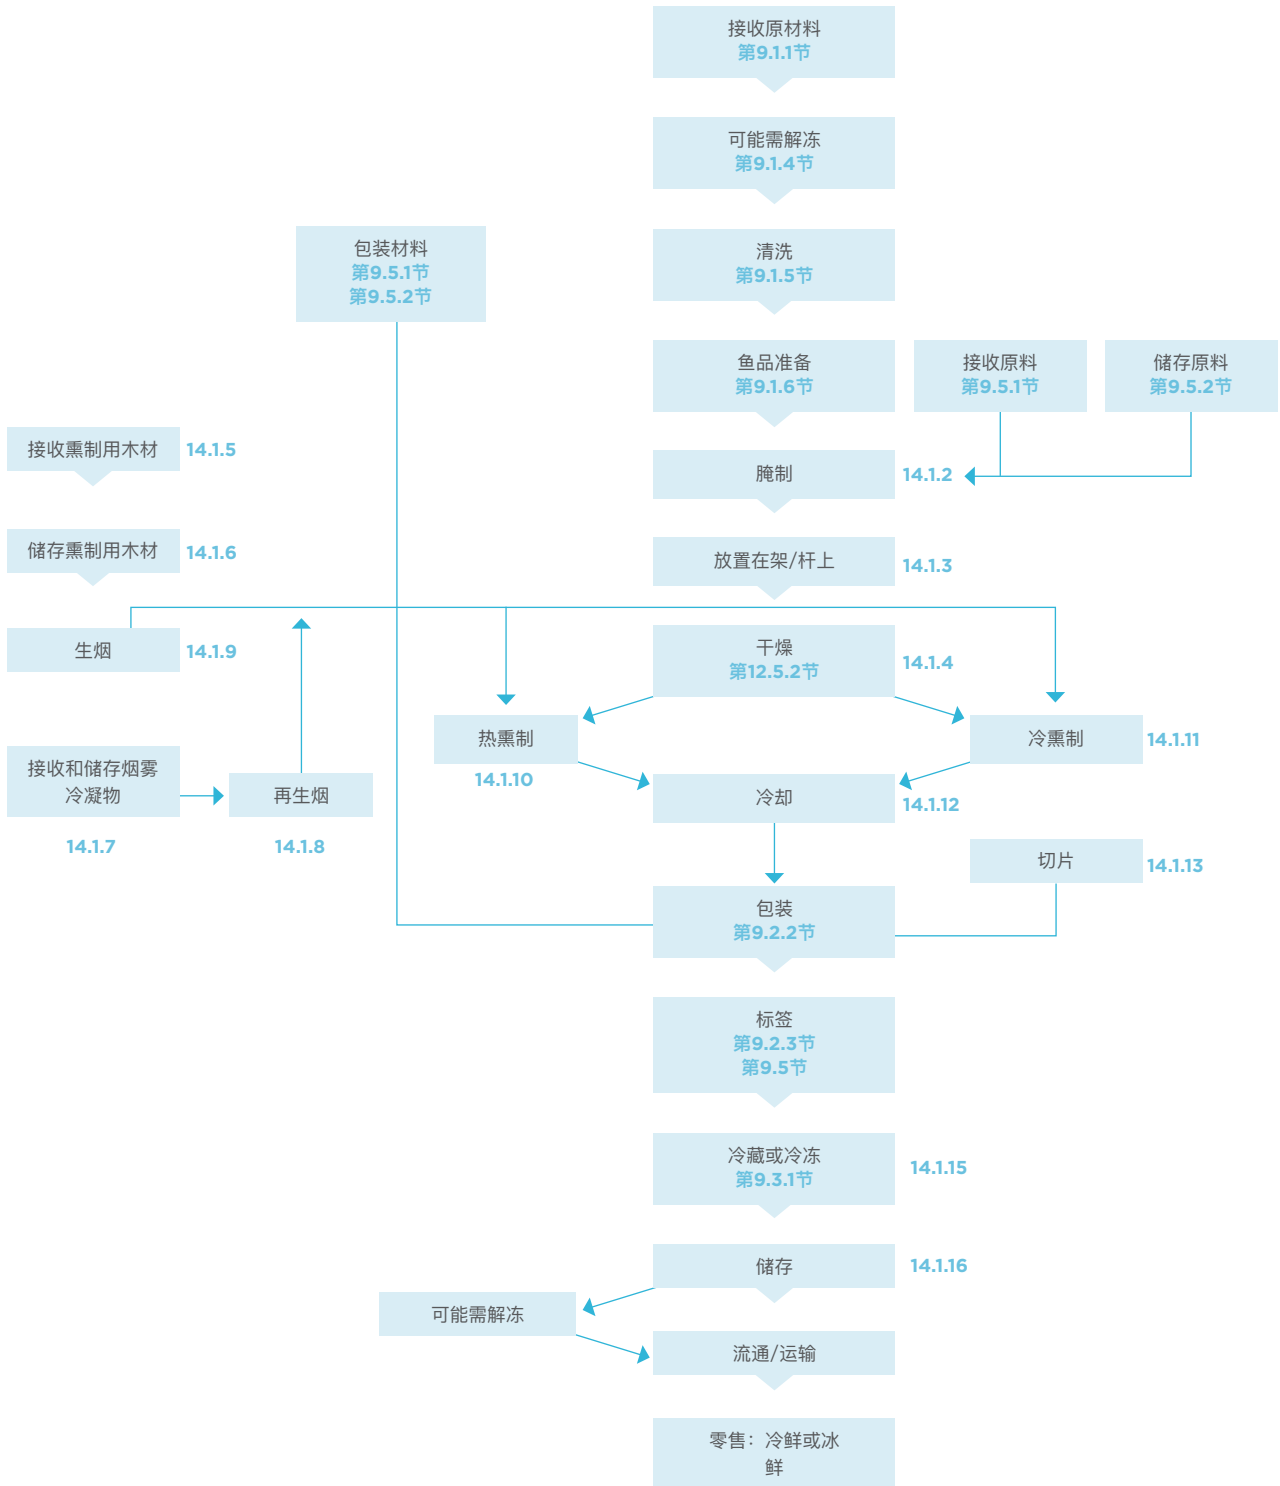 接收原材料
第9.1.1节
可能需解冻
第9.1.4节
包装材料
第9.5.1节
第9.5.2节
清洗
第9.1.5节
鱼品准备
第9.1.6节
接收原料
第9.5.1节
储存原料
第9.5.2节
接收熏制用木材
14.1.5
腌制
14.1.2
储存熏制用木材
14.1.6
放置在架/杆上
14.1.3
生烟
14.1.9
干燥
第12.5.2节
14.1.4
热熏制
14.1.10
冷熏制
14.1.11
接收和储存烟雾
冷凝物
14.1.7
再生烟
14.1.8
冷却
14.1.12
切片
14.1.13
包装
第9.2.2节
标签
第9.2.3节
第9.5节
冷藏或冷冻
第9.3.1节
14.1.15
储存
14.1.16
可能需解冻
流通/运输
零售：冷鲜或冰
鲜